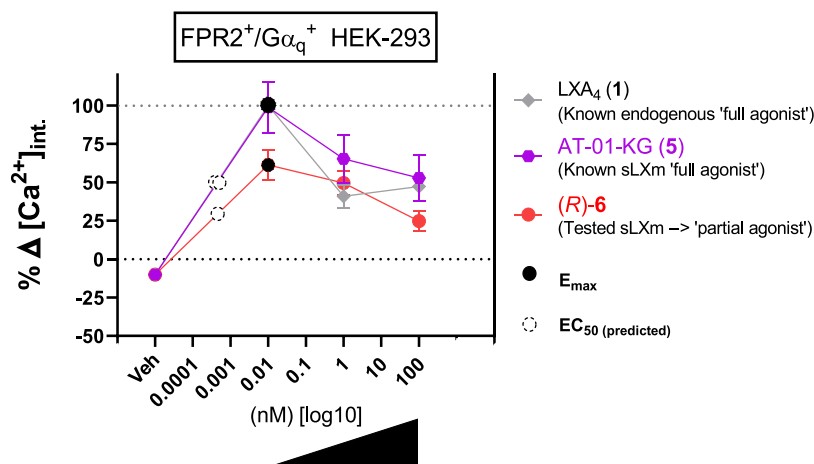 FPR2⁺/Gαq⁺ HEK-293
% Δ [Ca²⁺]int.
100
75
50
25
0
-25
-50
Veh
0.0001
0.001
0.01
0.1
1
10
100
(nM) [log10]
LXA₄ (1)
(Known endogenous 'full agonist')
AT-01-KG (5)
(Known sLXm 'full agonist')
(R)-6
(Tested sLXm –> 'partial agonist')
Emax
EC₅₀ (predicted)